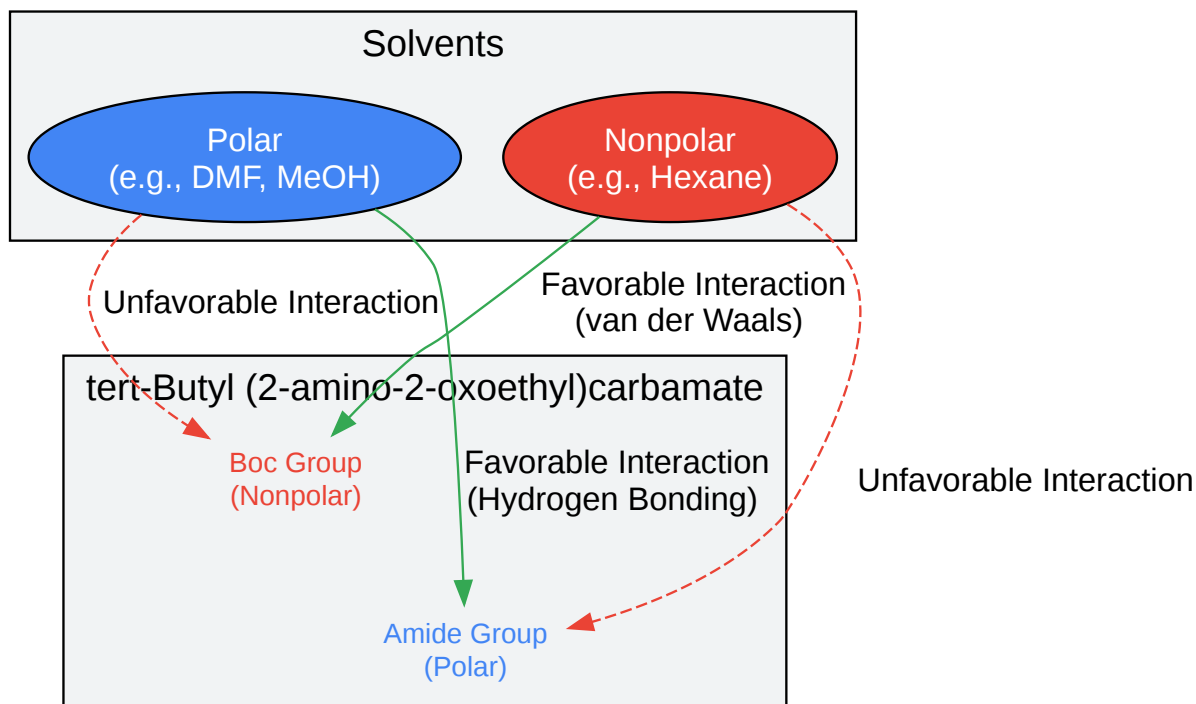 Solvents
Polar
(e.g., DMF, MeOH)
Nonpolar
(e.g., Hexane)
Unfavorable Interaction
Favorable Interaction
(van der Waals)
tert-Butyl (2-amino-2-oxoethyl)carbamate
Boc Group
(Nonpolar)
Favorable Interaction
(Hydrogen Bonding)
Unfavorable Interaction
Amide Group
(Polar)